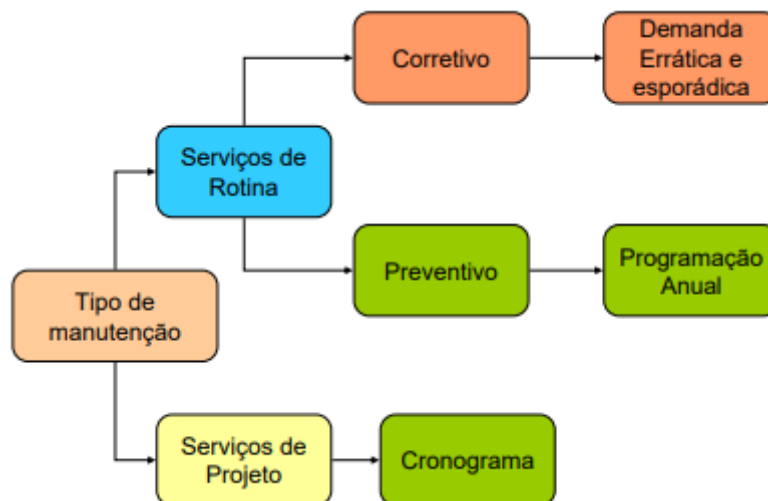 Corretivo
Demanda
Errática e
esporádica
Serviços de
Rotina
Preventivo
Programação
Anual
Tipo de
manutenção
Serviços de
Projeto
Cronograma